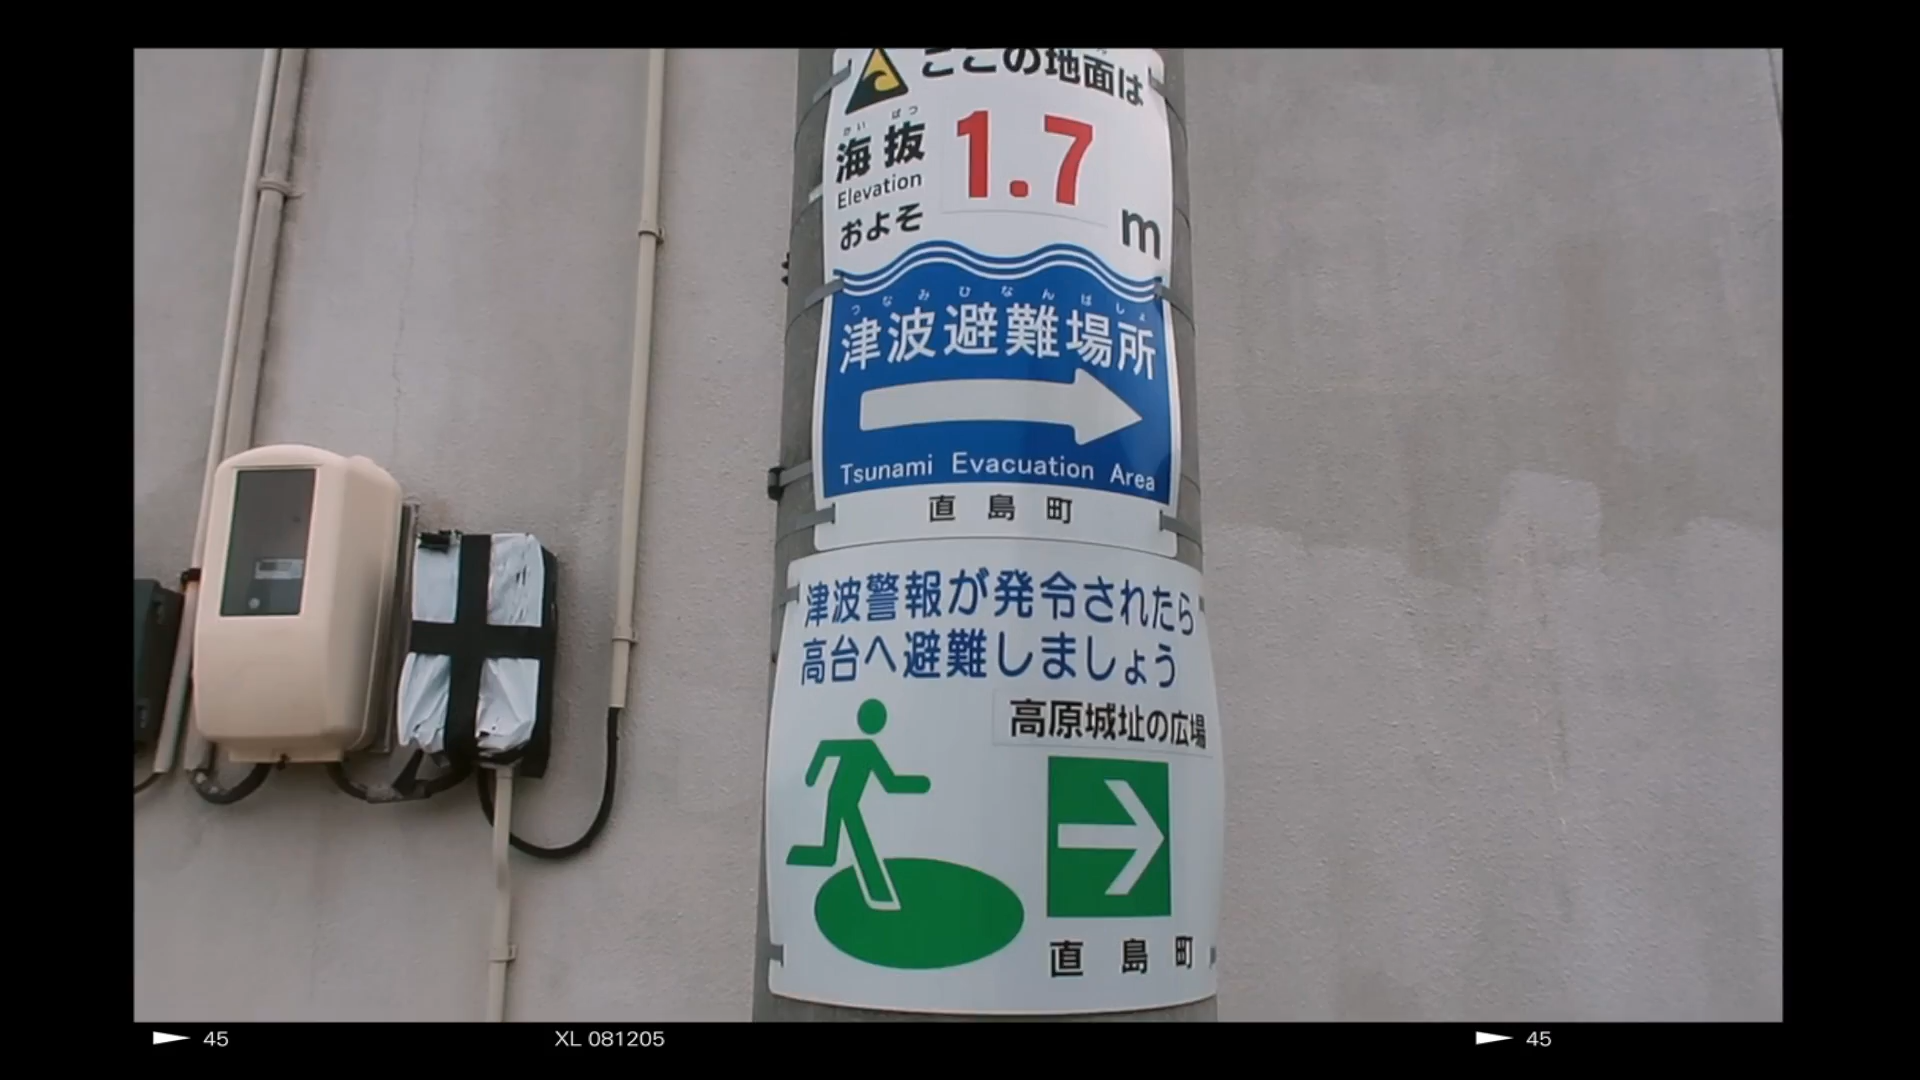 ここの地面は
かいばつ
海抜
1.7
Elevation
およそ
m
つなみひなんばしょ
津波避難場所
Tsunami Evacuation Area
直島町
津波警報が発令されたら
高台へ避難しましょう
高原城址の広場
直島町
45
XL 081205
45